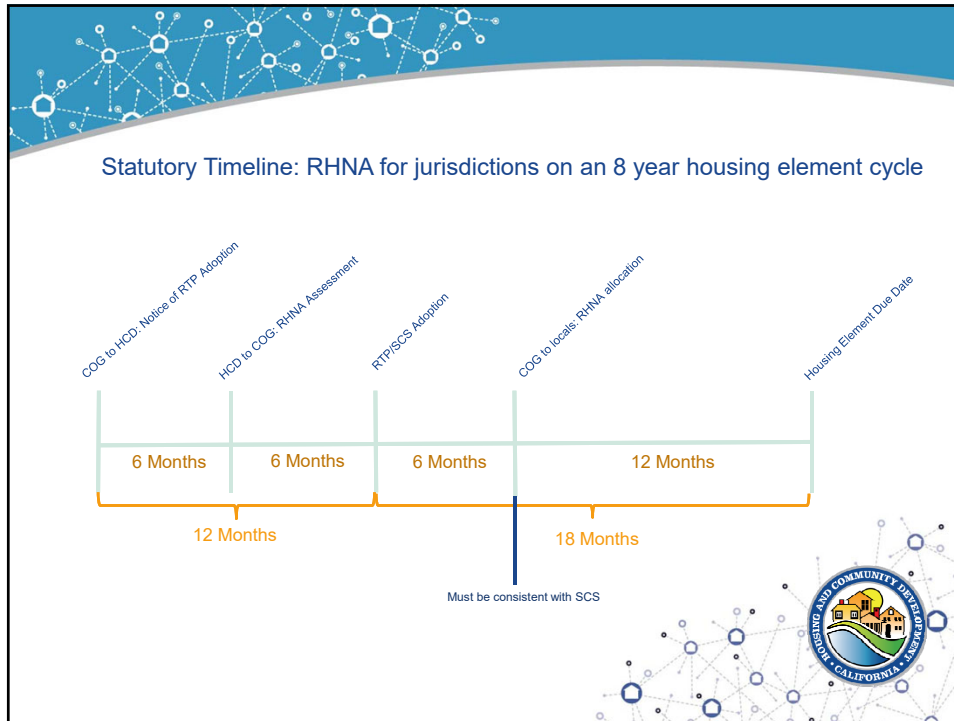 Statutory Timeline: RHNA for jurisdictions on an 8 year housing element cycle
COG to HCD: Notice of RTP Adoption
HCD to COG: RHNA Assessment
RTP/SCS Adoption
COG to locals: RHNA allocation
Housing Element Due Date
6 Months
6 Months
6 Months
12 Months
12 Months
18 Months
Must be consistent with SCS
HOUSING AND COMMUNITY DEVELOPMENT
• CALIFORNIA •